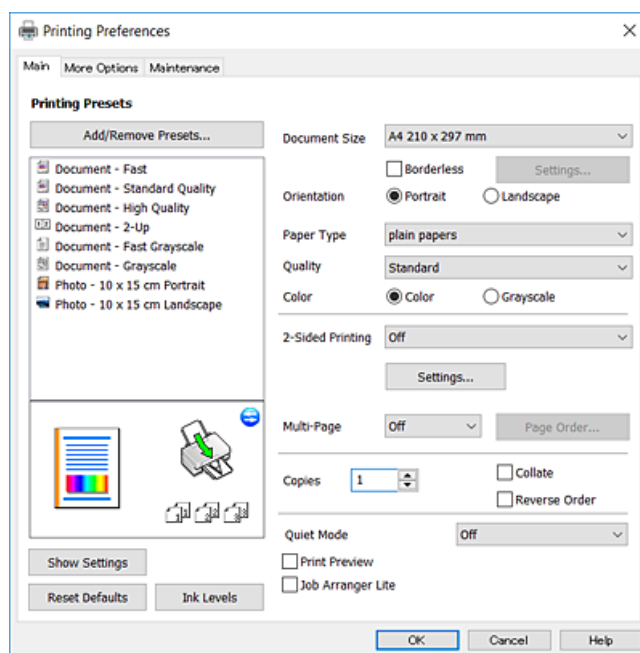 Printing Preferences
Main More Options Maintenance
Printing Presets
Add/Remove Presets...
Document - Fast
Document - Standard Quality
Document - High Quality
Document - 2-Up
Document - Fast Grayscale
Document - Grayscale
Photo - 10 x 15 cm Portrait
Photo - 10 x 15 cm Landscape
Show Settings
Reset Defaults Ink Levels
Document Size A4 210 x 297 mm
Borderless Settings...
Orientation Portrait Landscape
Paper Type plain papers
Quality Standard
Color Color Grayscale
2-Sided Printing Off
Settings...
Multi-Page Off Page Order...
Copies 1 Collate
Reverse Order
Quiet Mode Off
Print Preview
Job Arranger Lite
OK Cancel Help